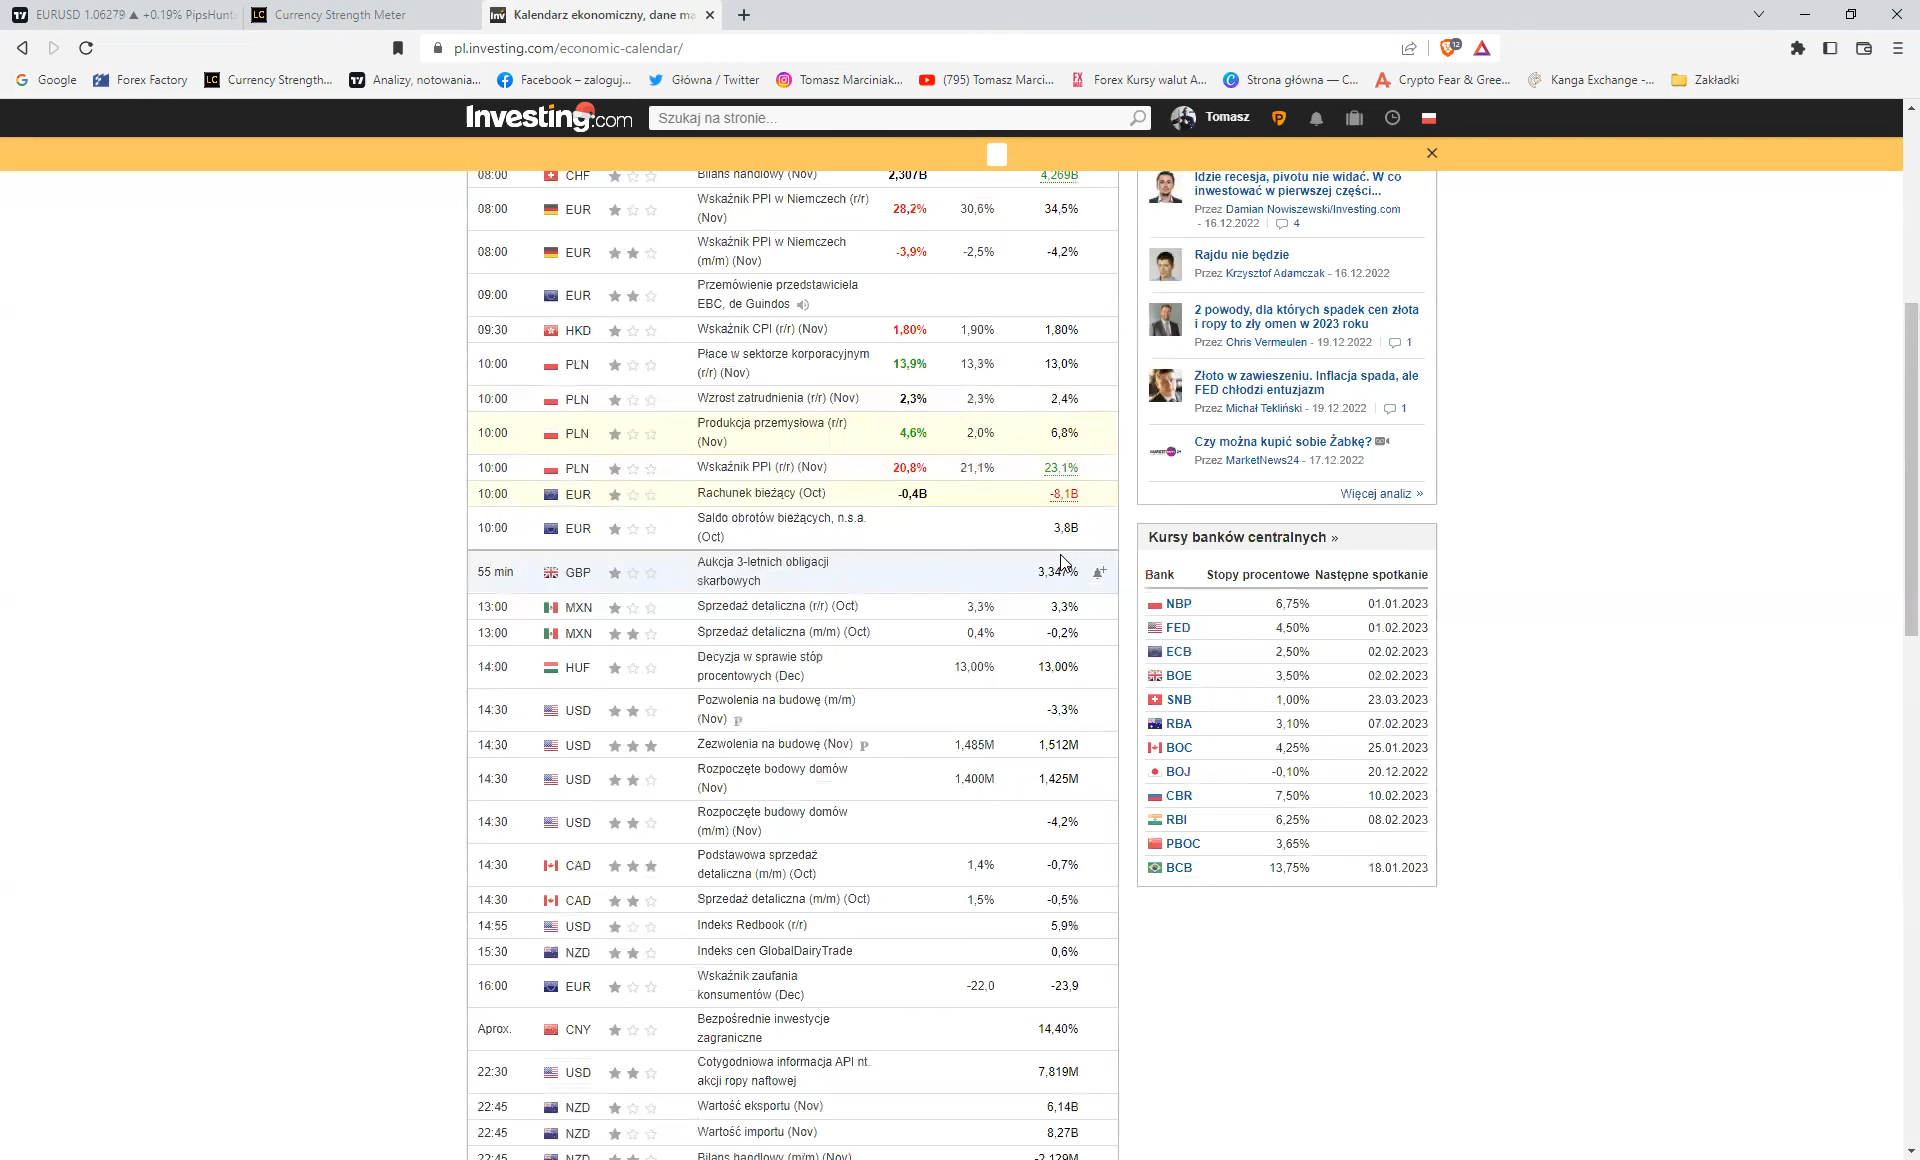 EURUSD 1.06279 ▲ +0.19% PipsHunt
Currency Strength Meter
Kalendarz ekonomiczny, dane ma
pl.investing.com/economic-calendar/
12
Google
Forex Factory
Currency Strength...
Analizy, notowania...
Facebook – zaloguj...
Główna / Twitter
Tomasz Marciniak...
(795) Tomasz Marci...
Forex Kursy walut A...
Strona główna — C...
Crypto Fear & Gree...
Kanga Exchange -...
Zakładki
Investing.com
Szukaj na stronie...
Tomasz
08:00 CHF Bilans handlowy (Nov) 2,307B 4,269B
08:00 EUR Wskaźnik PPI w Niemczech (r/r) (Nov) 28,2% 30,6% 34,5%
08:00 EUR Wskaźnik PPI w Niemczech (m/m) (Nov) -3,9% -2,5% -4,2%
09:00 EUR Przemówienie przedstawiciela EBC, de Guindos
09:30 HKD Wskaźnik CPI (r/r) (Nov) 1,80% 1,90% 1,80%
10:00 PLN Płace w sektorze korporacyjnym (r/r) (Nov) 13,9% 13,3% 13,0%
10:00 PLN Wzrost zatrudnienia (r/r) (Nov) 2,3% 2,3% 2,4%
10:00 PLN Produkcja przemysłowa (r/r) (Nov) 4,6% 2,0% 6,8%
10:00 PLN Wskaźnik PPI (r/r) (Nov) 20,8% 21,1% 23,1%
10:00 EUR Rachunek bieżący (Oct) -0,4B -8,1B
10:00 EUR Saldo obrotów bieżących, n.s.a. (Oct) 3,8B
55 min GBP Aukcja 3-letnich obligacji skarbowych
13:00 MXN Sprzedaż detaliczna (r/r) (Oct) 3,3% 3,3%
13:00 MXN Sprzedaż detaliczna (m/m) (Oct) 0,4% -0,2%
14:00 HUF Decyzja w sprawie stóp procentowych (Dec) 13,00% 13,00%
14:30 USD Pozwolenia na budowę (m/m) (Nov) -3,3%
14:30 USD Zezwolenia na budowę (Nov) 1,485M 1,512M
14:30 USD Rozpoczęte bodowy domów (Nov) 1,400M 1,425M
14:30 USD Rozpoczęte budowy domów (m/m) (Nov) -4,2%
14:30 CAD Podstawowa sprzedaż detaliczna (m/m) (Oct) 1,4% -0,7%
14:30 CAD Sprzedaż detaliczna (m/m) (Oct) 1,5% -0,5%
14:55 USD Indeks Redbook (r/r) 5,9%
15:30 NZD Indeks cen GlobalDairyTrade 0,6%
16:00 EUR Wskaźnik zaufania konsumentów (Dec) -22,0 -23,9
Aprox. CNY Bezpośrednie inwestycje zagraniczne 14,40%
22:30 USD Cotygodniowa informacja API nt. akcji ropy naftowej 7,819M
22:45 NZD Wartość eksportu (Nov) 6,14B
22:45 NZD Wartość importu (Nov) 8,27B
22:45 NZD Bilans handlowy (m/m) (Nov) -2.129M
Idzie recesja, pivotu nie widać. W co
inwestować w pierwszej części...
Przez Damian Nowiszewski/Investing.com
- 16.12.2022 4
Rajdu nie będzie
Przez Krzysztof Adamczak - 16.12.2022
2 powody, dla których spadek cen złota
i ropy to zły omen w 2023 roku
Przez Chris Vermeulen - 19.12.2022 1
Złoto w zawieszeniu. Inflacja spada, ale
FED chłodzi entuzjazm
Przez Michał Tekliński - 19.12.2022 1
Czy można kupić sobie Żabkę?
Przez MarketNews24 - 17.12.2022
Więcej analiz »
Kursy banków centralnych »
Bank Stopy procentowe Następne spotkanie
NBP 6,75% 01.01.2023
FED 4,50% 01.02.2023
ECB 2,50% 02.02.2023
BOE 3,50% 02.02.2023
SNB 1,00% 23.03.2023
RBA 3,10% 07.02.2023
BOC 4,25% 25.01.2023
BOJ -0,10% 20.12.2022
CBR 7,50% 10.02.2023
RBI 6,25% 08.02.2023
PBOC 3,65%
BCB 13,75% 18.01.2023